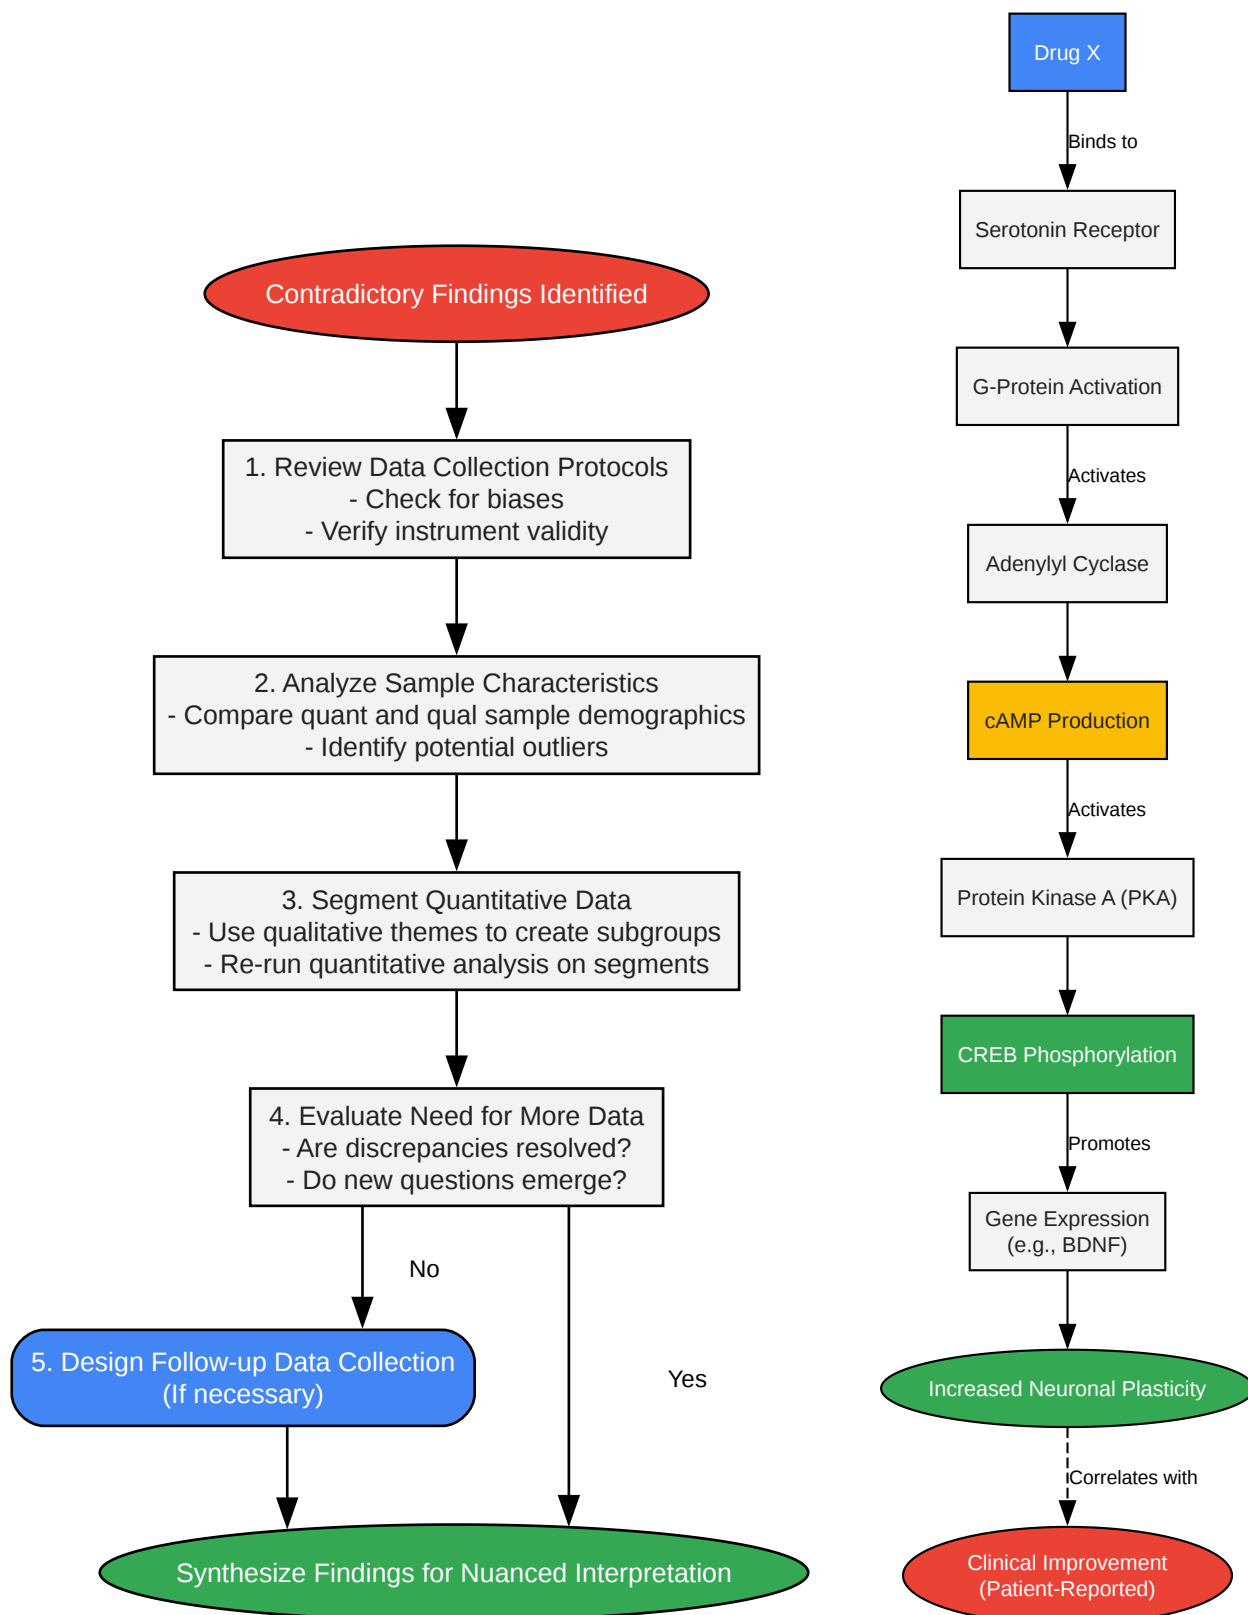 Contradictory Findings Identified
1. Review Data Collection Protocols
- Check for biases
- Verify instrument validity
2. Analyze Sample Characteristics
- Compare quant and qual sample demographics
- Identify potential outliers
3. Segment Quantitative Data
- Use qualitative themes to create subgroups
- Re-run quantitative analysis on segments
4. Evaluate Need for More Data
- Are discrepancies resolved?
- Do new questions emerge?
No
5. Design Follow-up Data Collection
(If necessary)
Yes
Synthesize Findings for Nuanced Interpretation
Drug X
Binds to
Serotonin Receptor
G-Protein Activation
Activates
Adenylyl Cyclase
cAMP Production
Activates
Protein Kinase A (PKA)
CREB Phosphorylation
Promotes
Gene Expression
(e.g., BDNF)
Increased Neuronal Plasticity
Correlates with
Clinical Improvement
(Patient-Reported)